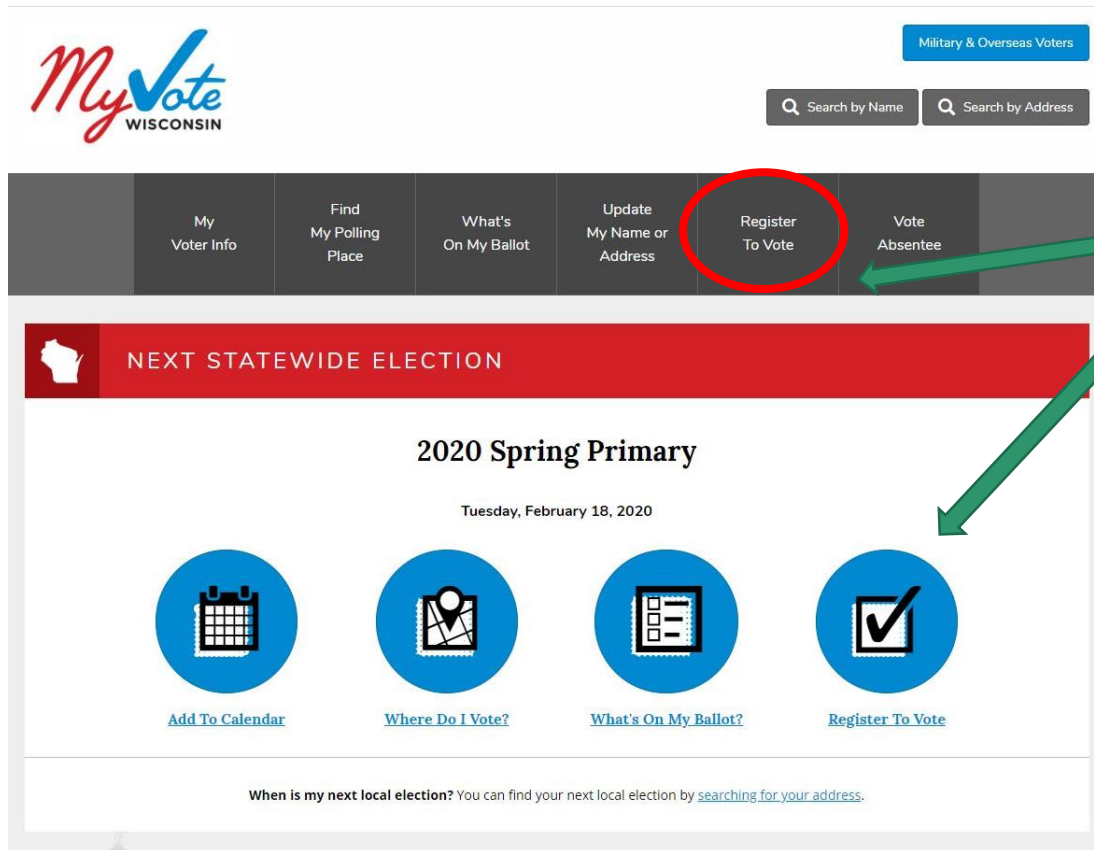 MyVote
WISCONSIN
Military & Overseas Voters
Search by Name
Search by Address
My
Voter Info
Find
My Polling
Place
What's
On My Ballot
Update
My Name or
Address
Register
To Vote
Vote
Absentee
NEXT STATEWIDE ELECTION
2020 Spring Primary
Tuesday, February 18, 2020
Add To Calendar
Where Do I Vote?
What's On My Ballot?
Register To Vote
When is my next local election? You can find your next local election by searching for your address.